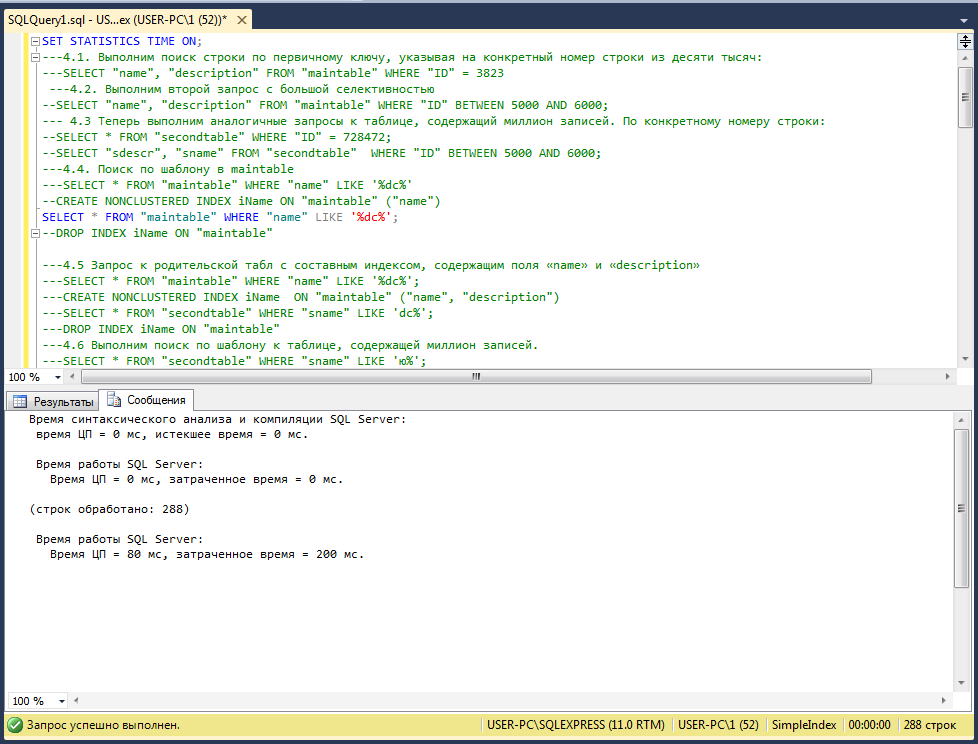 SQLQuery1.sql - US...ex (USER-PC\1 (52))*
SET STATISTICS TIME ON;
---4.1. Выполним поиск строки по первичному ключу, указывая на конкретный номер строки из десяти тысяч:
---SELECT "name", "description" FROM "maintable" WHERE "ID" = 3823
---4.2. Выполним второй запрос с большой селективностью
--SELECT "name", "description" FROM "maintable" WHERE "ID" BETWEEN 5000 AND 6000;
--- 4.3 Теперь выполним аналогичные запросы к таблице, содержащий миллион записей. По конкретному номеру строки:
--SELECT * FROM "secondtable" WHERE "ID" = 728472;
--SELECT "sdescr", "sname" FROM "secondtable"  WHERE "ID" BETWEEN 5000 AND 6000;
---4.4. Поиск по шаблону в maintable
---SELECT * FROM "maintable" WHERE "name" LIKE '%dc%'
--CREATE NONCLUSTERED INDEX iName ON "maintable" ("name")
SELECT * FROM "maintable" WHERE "name" LIKE '%dc%';
--DROP INDEX iName ON "maintable"
---4.5 Запрос к родительской табл с составным индексом, содержащим поля «name» и «description»
---SELECT * FROM "maintable" WHERE "name" LIKE '%dc%';
---CREATE NONCLUSTERED INDEX iName  ON "maintable" ("name", "description")
---SELECT * FROM "secondtable" WHERE "sname" LIKE 'dc%';
---DROP INDEX iName ON "maintable"
---4.6 Выполним поиск по шаблону к таблице, содержащей миллион записей.
---SELECT * FROM "secondtable" WHERE "sname" LIKE 'ю%';
100 %
Результаты Сообщения
Время синтаксического анализа и компиляции SQL Server:
время ЦП = 0 мс, истекшее время = 0 мс.
Время работы SQL Server:
Время ЦП = 0 мс, затраченное время = 0 мс.
(строк обработано: 288)
Время работы SQL Server:
Время ЦП = 80 мс, затраченное время = 200 мс.
100 %
Запрос успешно выполнен. USER-PC\SQLEXPRESS (11.0 RTM) USER-PC\1 (52) SimpleIndex 00:00:00 288 строк